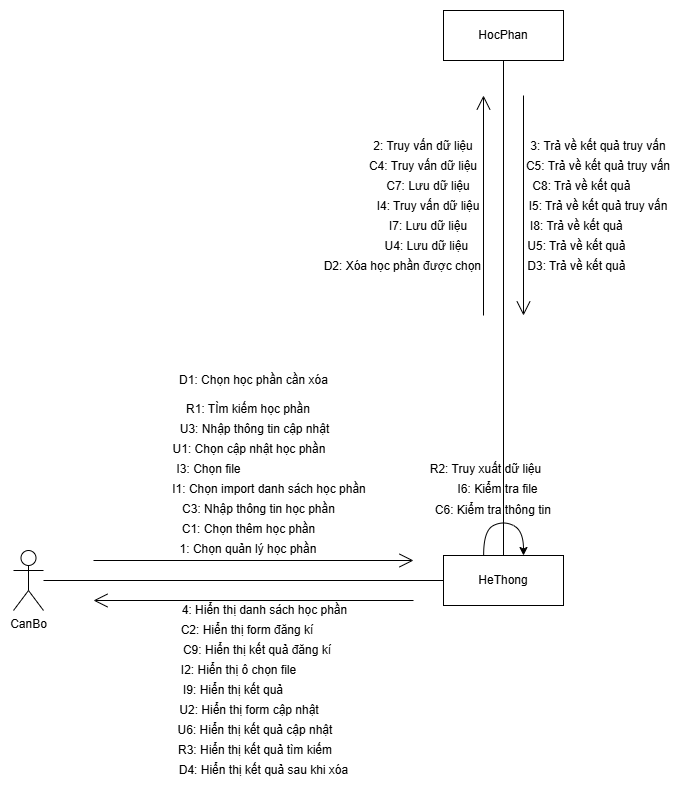 HocPhan
2: Truy vấn dữ liệu
C4: Truy vấn dữ liệu
C7: Lưu dữ liệu
I4: Truy vấn dữ liệu
I7: Lưu dữ liệu
U4: Lưu dữ liệu
D2: Xóa học phần được chọn
3: Trả về kết quả truy vấn
C5: Trả về kết quả truy vấn
C8: Trả về kết quả
I5: Trả về kết quả truy vấn
I8: Trả về kết quả
U5: Trả về kết quả
D3: Trả về kết quả
D1: Chọn học phần cần xóa
R1: TÌm kiếm học phần
U3: Nhập thông tin cập nhật
U1: Chọn cập nhật học phần
I3: Chọn file
I1: Chọn import danh sách học phần
C3: Nhập thông tin học phần
C1: Chọn thêm học phần
1: Chọn quản lý học phần
R2: Truy xuất dữ liệu
I6: Kiểm tra file
C6: Kiểm tra thông tin
CanBo
HeThong
4: Hiển thị danh sách học phần
C2: Hiển thị form đăng kí
C9: Hiển thị kết quả đăng kí
I2: Hiển thị ô chọn file
I9: Hiển thị kết quả
U2: Hiển thị form cập nhật
U6: Hiển thị kết quả cập nhật
R3: Hiển thị kết quả tìm kiếm
D4: Hiển thị kết quả sau khi xóa